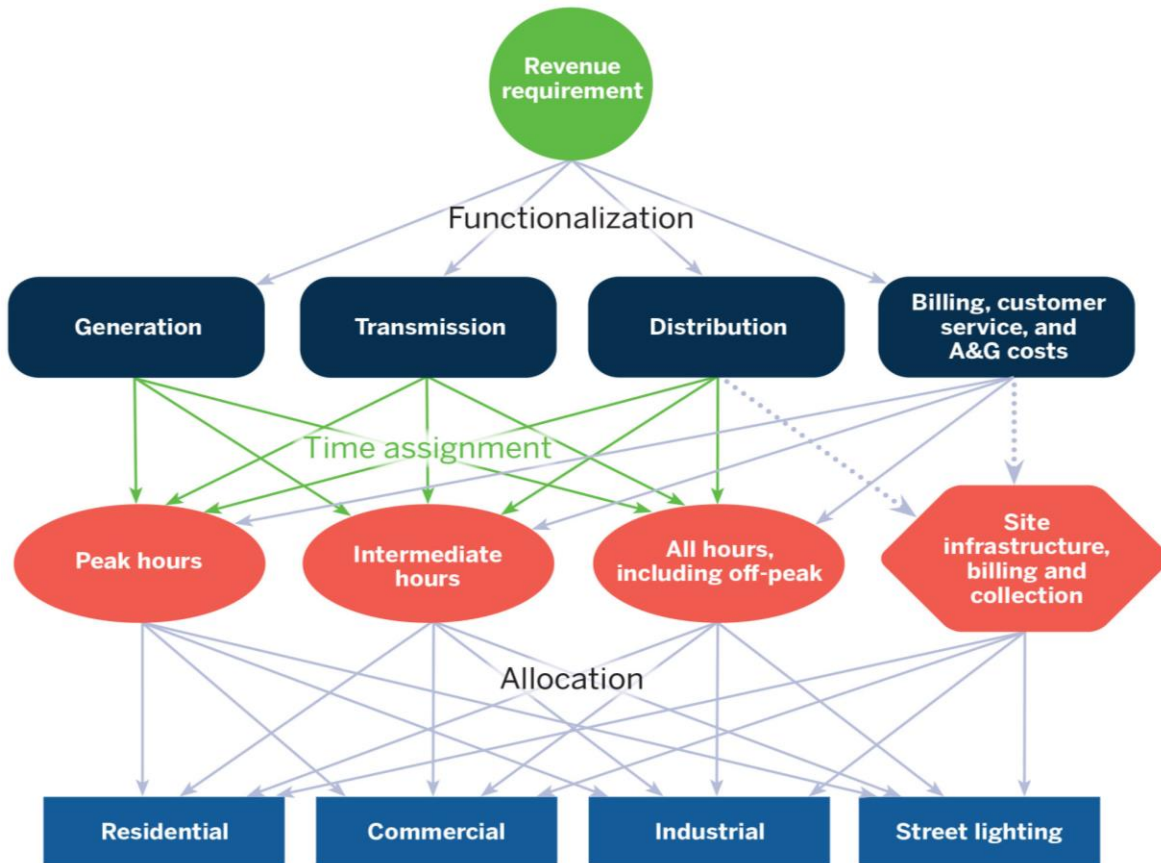 Revenue
requirement
Functionalization
Generation
Transmission
Distribution
Billing, customer
service, and
A&G costs
Time assignment
Peak hours
Intermediate
hours
All hours,
including off-peak
Site
infrastructure,
billing and
collection
Allocation
Residential
Commercial
Industrial
Street lighting